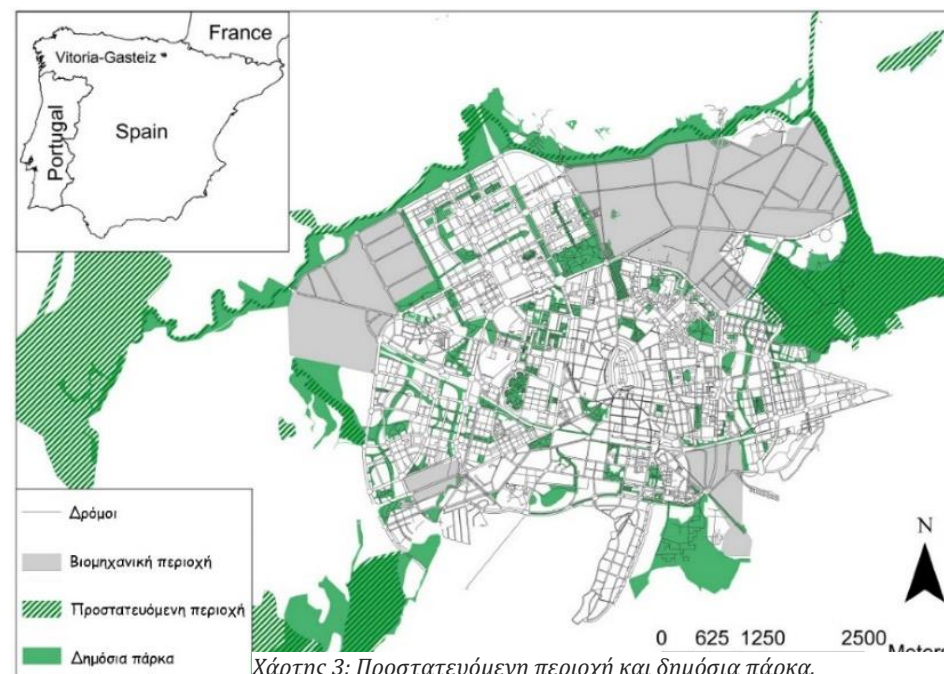 France
Vitoria-Gasteiz
Portugal
Spain
Δρόμοι
Βιομηχανική περιοχή
Προστατευόμενη περιοχή
Δημόσια πάρκα
N
0 625 1250 2500 Meters
Χάρτης 3: Προστατευόμενη περιοχή και δημόσια πάρκα.